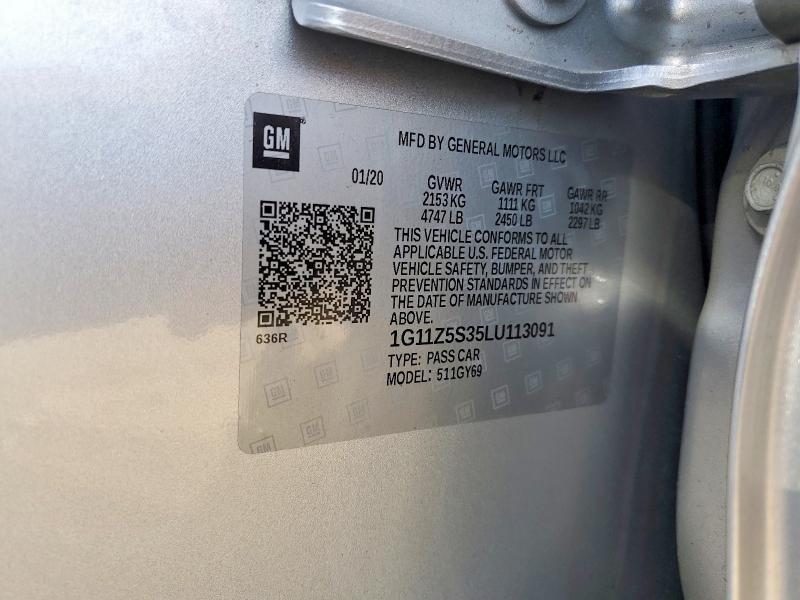 GM
MFD BY GENERAL MOTORS LLC
01/20 GVWR GAWR FRT GAWR RR
2153 KG 1111 KG 1042 KG
4747 LB 2450 LB 2297 LB
THIS VEHICLE CONFORMS TO ALL
APPLICABLE U.S. FEDERAL MOTOR
VEHICLE SAFETY, BUMPER, AND THEFT
PREVENTION STANDARDS IN EFFECT ON
THE DATE OF MANUFACTURE SHOWN
ABOVE.
636R
1G11Z5S35LU113091
TYPE: PASS CAR
MODEL: 511GY69